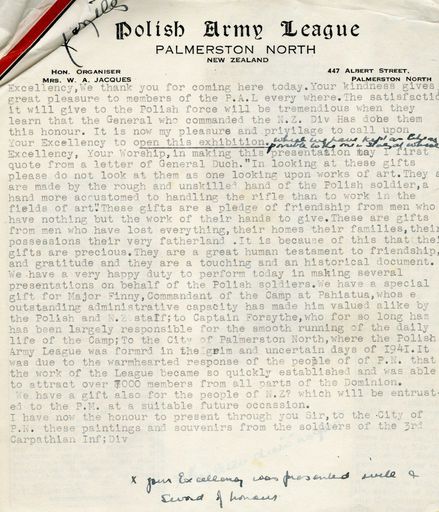 Polish Army League
PALMERSTON NORTH
NEW ZEALAND
HON. ORGANISER
MRS. W. A. JACQUES
447 ALBERT STREET,
PALMERSTON NORTH
Excellency,We thank you for coming here today.Your kindness gives
great pleasure to members of the P.A.L every where.The satisfactio
it will give to the Polish force will be tremendous when they
learn that the General who commanded the N.Z. Div Has done them
this honour. It is now my pleasure and privilage to call upon
Your Excellency to open this exhibition.
Excellency, Your Worship,in making this presentation may I first
quote from a letter of General Duch."In looking at these gifts
please do not look at them as one looking upon works of art.They a
are made by the rough and unskilled hand of the Polish soldier,a
hand more accustomed to handling the rifle than to work in the
fields of art".These gifts are a pledge of friendship from men who
have nothing but the work of their hands to give.These are gifts
from men who have lost everything,their homes their families,their
possessions their very fatherland .It is because of this that thei
gifts are precious.They are a great human testament to friendship,
and gratitude and they are a touching and an historical document.
We have a very happy duty to perform today in making several
presentations on behalf of the Polish soldiers.We have a special
gift for Major Finny,Commandant of the Camp at Pahiatua,whos e
outstanding administrative capacity has made him valued alike by
the Polish and N.Z staff;to Captain Forsythe,who for so long has
has been largely responsible for the smooth running of the daily
life of the Camp;To the City of Palmerston North,where the Polish
Army League was formrd in the grim and uncertain days of 1941.It
was due to the warmhearted response of the people of of P.N. that
the work of the League became so quickly established and was able
to attract over 7000 members from all parts of the Dominion.
We have a gift also for the people of N.Z? which will be entrust-
ed to the P.M. at a suitable future occassion.
I have now the honour to present through you Sir,to the City of
P.N. these paintings and souvenirs from the soldiers of the 3rd
Carpathian Inf;Div
x your Excellency was presented with a
Sword of honour